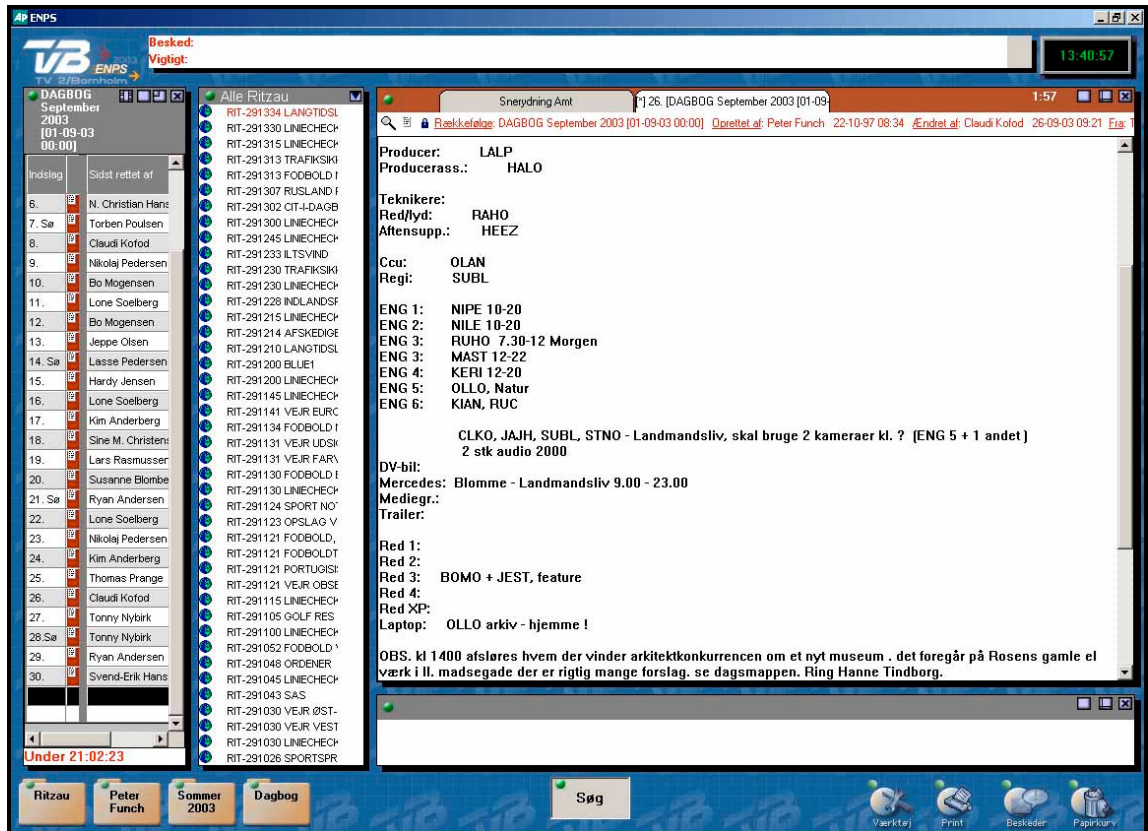 AP ENPS
TV2 2003 ENPS
TV 2/Bornholm
Besked:
Vigtigt:
13:40:57
DAGBOG
September
2003
[01-09-03
00:00]
Indslag Sidst rettet af
6. N. Christian Hans
7. Sø Torben Poulsen
8. Claudi Kofod
9. Nikolaj Pedersen
10. Bo Mogensen
11. Lone Soelberg
12. Bo Mogensen
13. Jeppe Olsen
14. Sø Lasse Pedersen
15. Hardy Jensen
16. Lone Soelberg
17. Kim Anderberg
18. Sine M. Christens
19. Lars Rasmusser
20. Susanne Blombe
21. Sø Ryan Andersen
22. Lone Soelberg
23. Nikolaj Pedersen
24. Kim Anderberg
25. Thomas Prange
26. Claudi Kofod
27. Tonny Nybirk
28.Sø Tonny Nybirk
29. Ryan Andersen
30. Svend-Erik Hans
Under 21:02:23
Alle Ritzau
RIT-291334 LANGTIDSL
RIT-291330 LINIECHECK
RIT-291315 LINIECHECK
RIT-291313 TRAFIKSIKI
RIT-291313 FODBOLD I
RIT-291307 RUSLAND F
RIT-291302 CIT-I-DAGB
RIT-291300 LINIECHECK
RIT-291245 LINIECHECK
RIT-291233 ILTSVIND
RIT-291230 TRAFIKSIKI
RIT-291230 LINIECHECK
RIT-291228 INDLANDSF
RIT-291215 LINIECHECK
RIT-291214 AFSKEDIGE
RIT-291210 LANGTIDSL
RIT-291200 BLUE1
RIT-291200 LINIECHECK
RIT-291145 LINIECHECK
RIT-291141 VEJR EURO
RIT-291134 FODBOLD I
RIT-291131 VEJR UDSI
RIT-291131 VEJR FARV
RIT-291130 FODBOLD E
RIT-291130 LINIECHECK
RIT-291124 SPORT NO
RIT-291123 OPSLAG V
RIT-291121 FODBOLD,
RIT-291121 FODBOLDT
RIT-291121 PORTUGISI
RIT-291121 VEJR OBSE
RIT-291115 LINIECHECK
RIT-291105 GOLF RES
RIT-291100 LINIECHECK
RIT-291052 FODBOLD
RIT-291048 ORDENER
RIT-291045 LINIECHECK
RIT-291043 SAS
RIT-291030 VEJR ØST-
RIT-291030 VEJR VEST
RIT-291030 LINIECHECK
RIT-291026 SPORTSPR
Snerydning Amt [*] 26. [DAGBOG September 2003 [01-09- 1:57
Rækkefølge: DAGBOG September 2003 [01-09-03 00:00] Oprettet af: Peter Funch 22-10-97 08:34 Ændret af: Claudi Kofod 26-09-03 09:21 Fra: T
Producer: LALP
Producerass.: HALO
Teknikere:
Red/lyd: RAHO
Aftensupp.: HEEZ
Ccu: OLAN
Regi: SUBL
ENG 1: NIPE 10-20
ENG 2: NILE 10-20
ENG 3: RUHO 7.30-12 Morgen
ENG 3: MAST 12-22
ENG 4: KERI 12-20
ENG 5: OLLO, Natur
ENG 6: KIAN, RUC
CLKO, JAJH, SUBL, STNO - Landmandsliv, skal bruge 2 kameraer kl. ? (ENG 5 + 1 andet )
2 stk audio 2000
DV-bil:
Mercedes: Blomme - Landmandsliv 9.00 - 23.00
Mediegr.:
Trailer:
Red 1:
Red 2:
Red 3: BOMO + JEST, feature
Red 4:
Red XP:
Laptop: OLLO arkiv - hjemme !
OBS. kl 1400 afsløres hvem der vinder arkitektkonkurrencen om et nyt museum . det foregår på Rosens gamle el
værk i ll. madsegade der er rigtig mange forslag. se dagsmappen. Ring Hanne Tindborg.
Ritzau
Peter
Funch
Sommer
2003
Dagbog
Søg
Værktøj
Print
Beskeder
Papirkurv